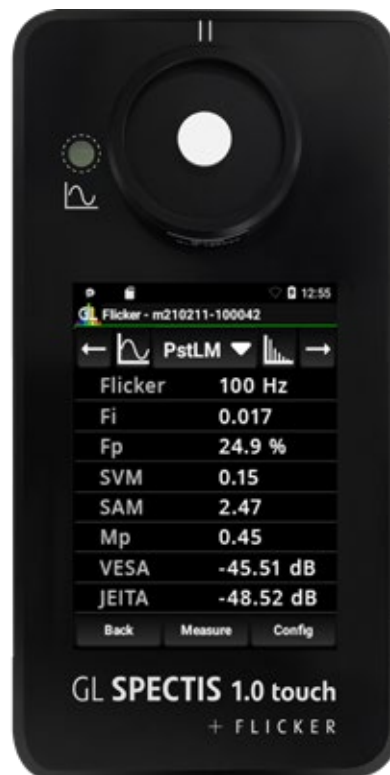 12:55
GL Flicker - m210211-100042
PstLM
Flicker 100 Hz
Fi 0.017
Fp 24.9 %
SVM 0.15
SAM 2.47
Mp 0.45
VESA -45.51 dB
JEITA -48.52 dB
Back Measure Config
GL SPECTIS 1.0 touch
+ FLICKER